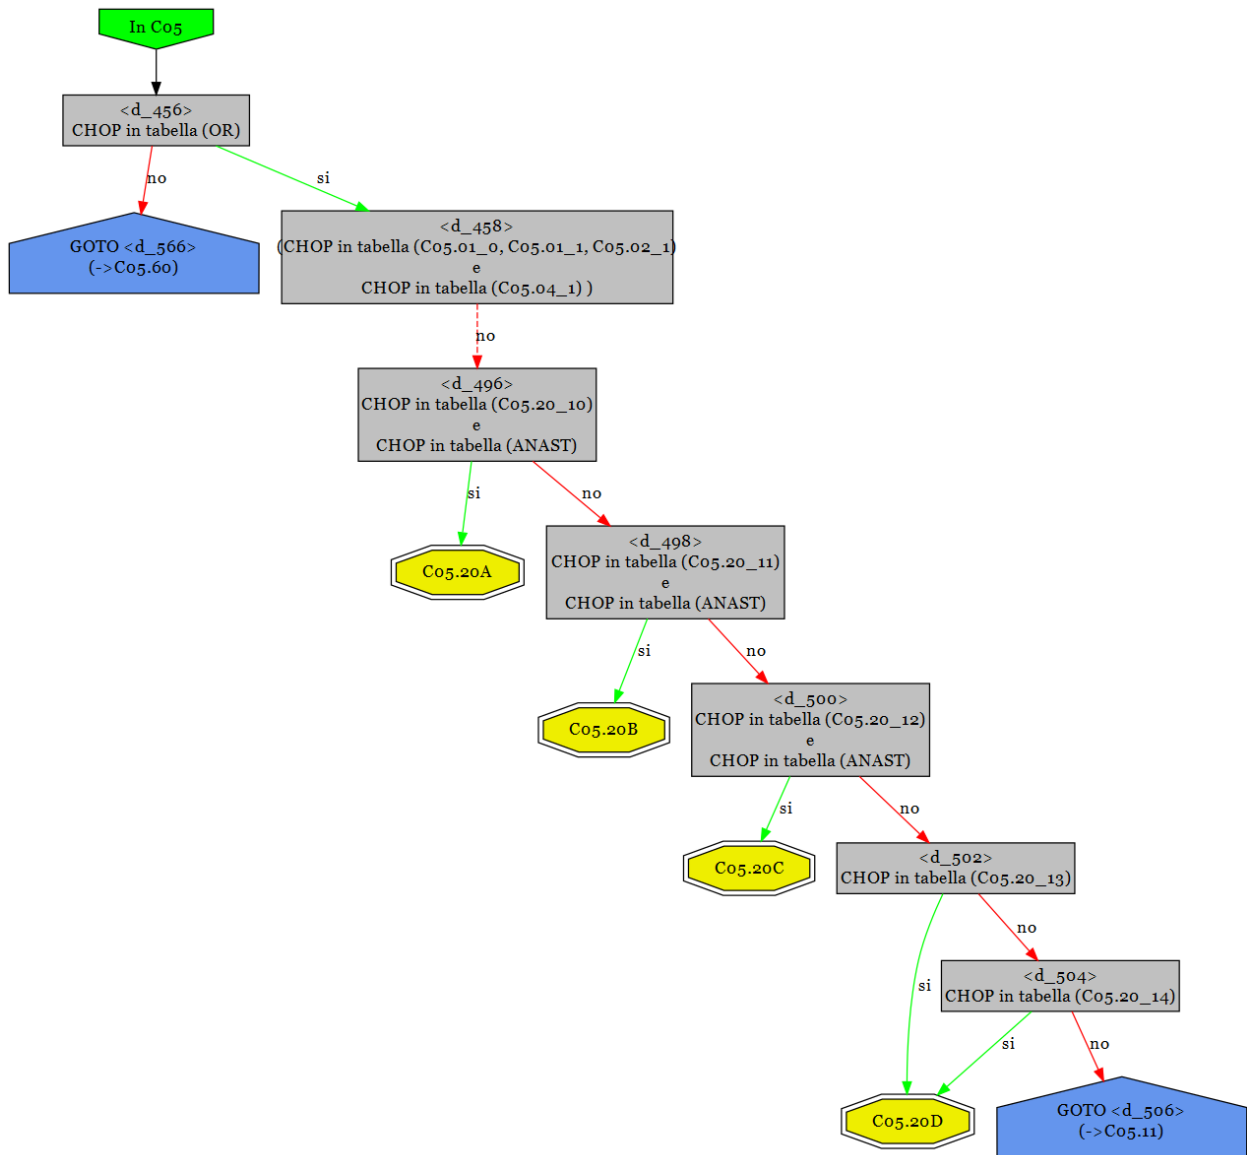 In C05
<d_456>
CHOP in tabella (OR)
no
si
GOTO <d_566>
(->C05.60)
<d_458>
(CHOP in tabella (C05.01_0, C05.01_1, C05.02_1)
e
CHOP in tabella (C05.04_1) )
no
<d_496>
CHOP in tabella (C05.20_10)
e
CHOP in tabella (ANAST)
si
no
C05.20A
<d_498>
CHOP in tabella (C05.20_11)
e
CHOP in tabella (ANAST)
si
no
C05.20B
<d_500>
CHOP in tabella (C05.20_12)
e
CHOP in tabella (ANAST)
si
no
C05.20C
<d_502>
CHOP in tabella (C05.20_13)
si
no
<d_504>
CHOP in tabella (C05.20_14)
si
no
C05.20D
GOTO <d_506>
(->C05.11)